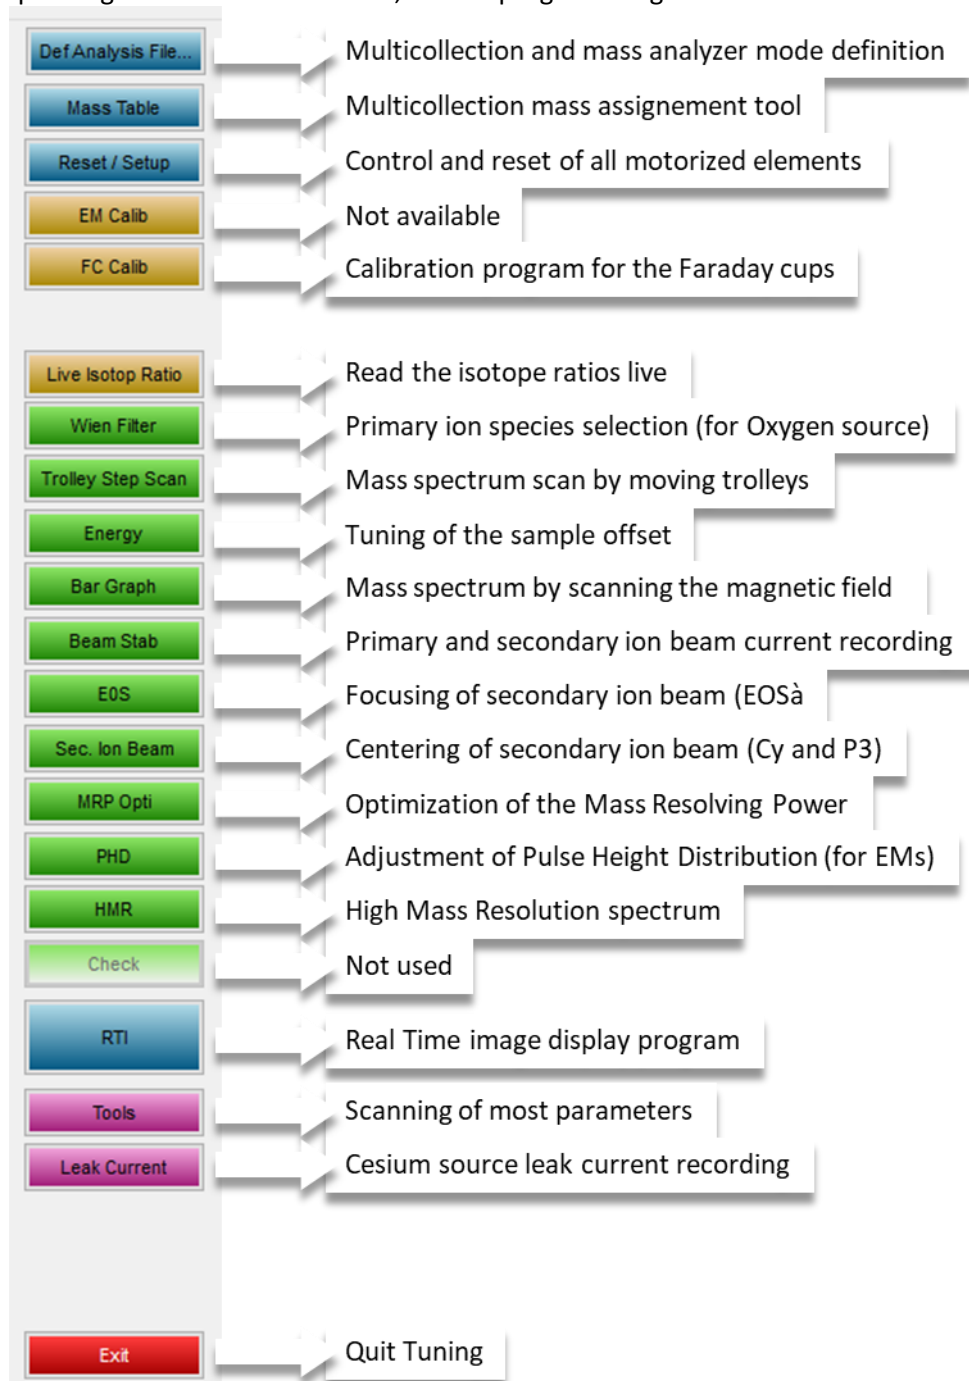 Def Analysis File... Multicollection and mass analyzer mode definition
Mass Table Multicollection mass assignement tool
Reset / Setup Control and reset of all motorized elements
EM Calib Not available
FC Calib Calibration program for the Faraday cups
Live Isotop Ratio Read the isotope ratios live
Wien Filter Primary ion species selection (for Oxygen source)
Trolley Step Scan Mass spectrum scan by moving trolleys
Energy Tuning of the sample offset
Bar Graph Mass spectrum by scanning the magnetic field
Beam Stab Primary and secondary ion beam current recording
E0S Focusing of secondary ion beam (EOSà
Sec. Ion Beam Centering of secondary ion beam (Cy and P3)
MRP Opti Optimization of the Mass Resolving Power
PHD Adjustment of Pulse Height Distribution (for EMs)
HMR High Mass Resolution spectrum
Check Not used
RTI Real Time image display program
Tools Scanning of most parameters
Leak Current Cesium source leak current recording
Exit Quit Tuning